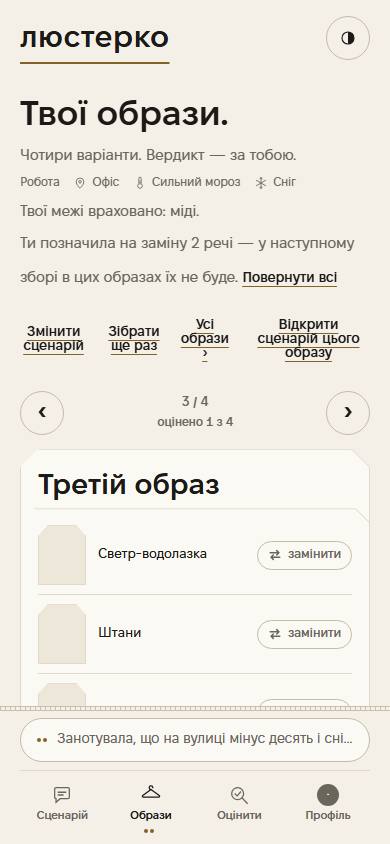 люстерко
Твої образи.
Чотири варіанти. Вердикт — за тобою.
Робота Офіс Сильний мороз Сніг
Твої межі враховано: міді.
Ти позначила на заміну 2 речі — у наступному
зборі в цих образах їх не буде. Повернути всі
Змінити
сценарій
Зібрати
ще раз
Усі
образи
›
Відкрити
сценарій цього
образу
‹
3 / 4
оцінено 1 з 4
›
Третій образ
Светр-водолазка
замінити
Штани
замінити
Занотувала, що на вулиці мінус десять і сні...
Сценарій Образи Оцінити Профіль